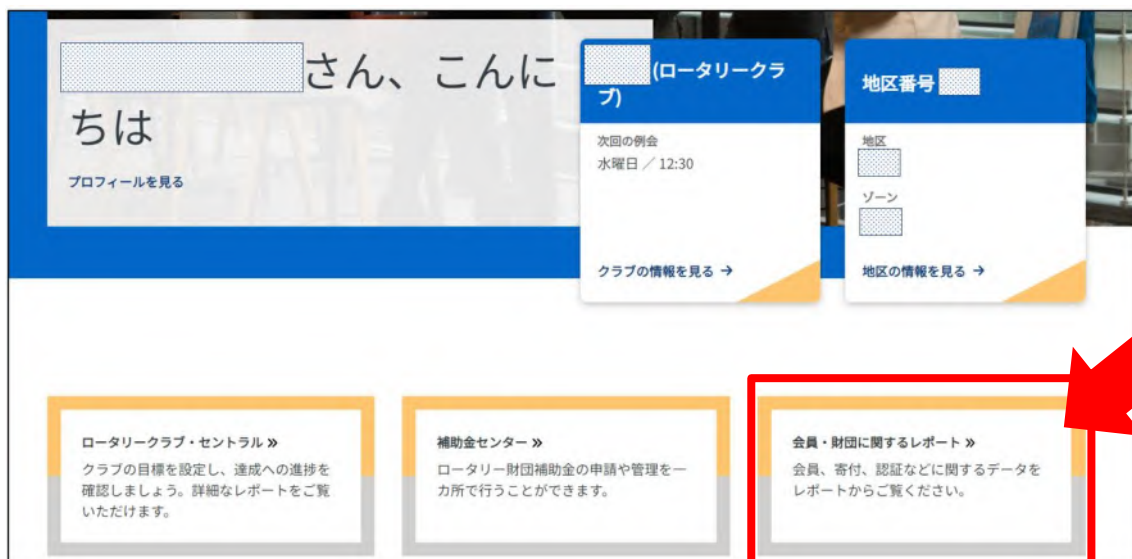 さん、こんに
ちは
プロフィールを見る
(ロータリークラ
ブ)
次回の例会
水曜日 ／ 12:30
クラブの情報を見る →
地区番号
地区
ゾーン
地区の情報を見る →
ロータリークラブ・セントラル »
クラブの目標を設定し、達成への進捗を
確認しましょう。詳細なレポートをご覧
いただけます。
補助金センター »
ロータリー財団補助金の申請や管理を一
カ所で行うことができます。
会員・財団に関するレポート »
会員、寄付、認証などに関するデータを
レポートからご覧ください。